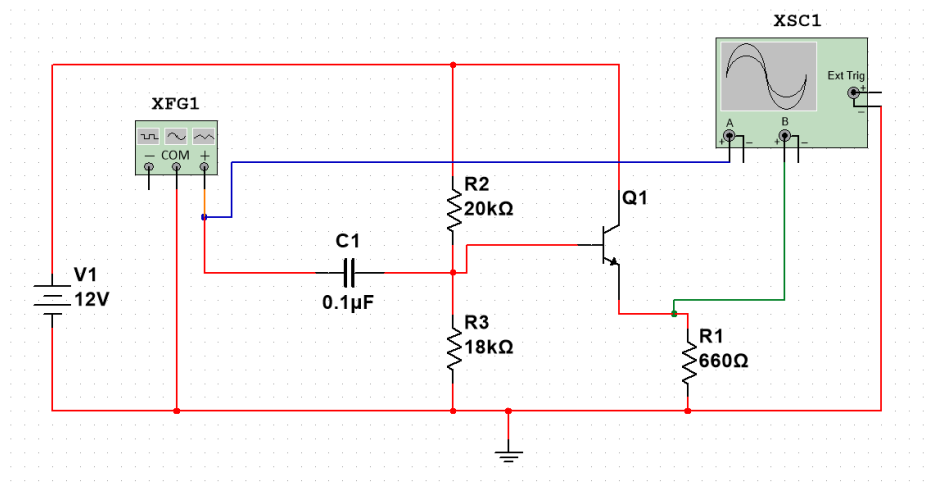 XSC1
Ext Trig
+
−
A
B
+ − + −
XFG1
− COM +
R2
20kΩ
Q1
C1
0.1µF
V1
12V
R3
18kΩ
R1
660Ω